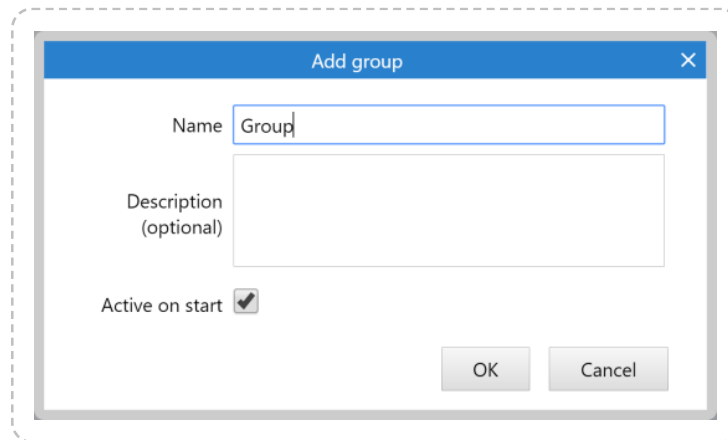 Add group
Name Group
Description
(optional)
Active on start
OK Cancel